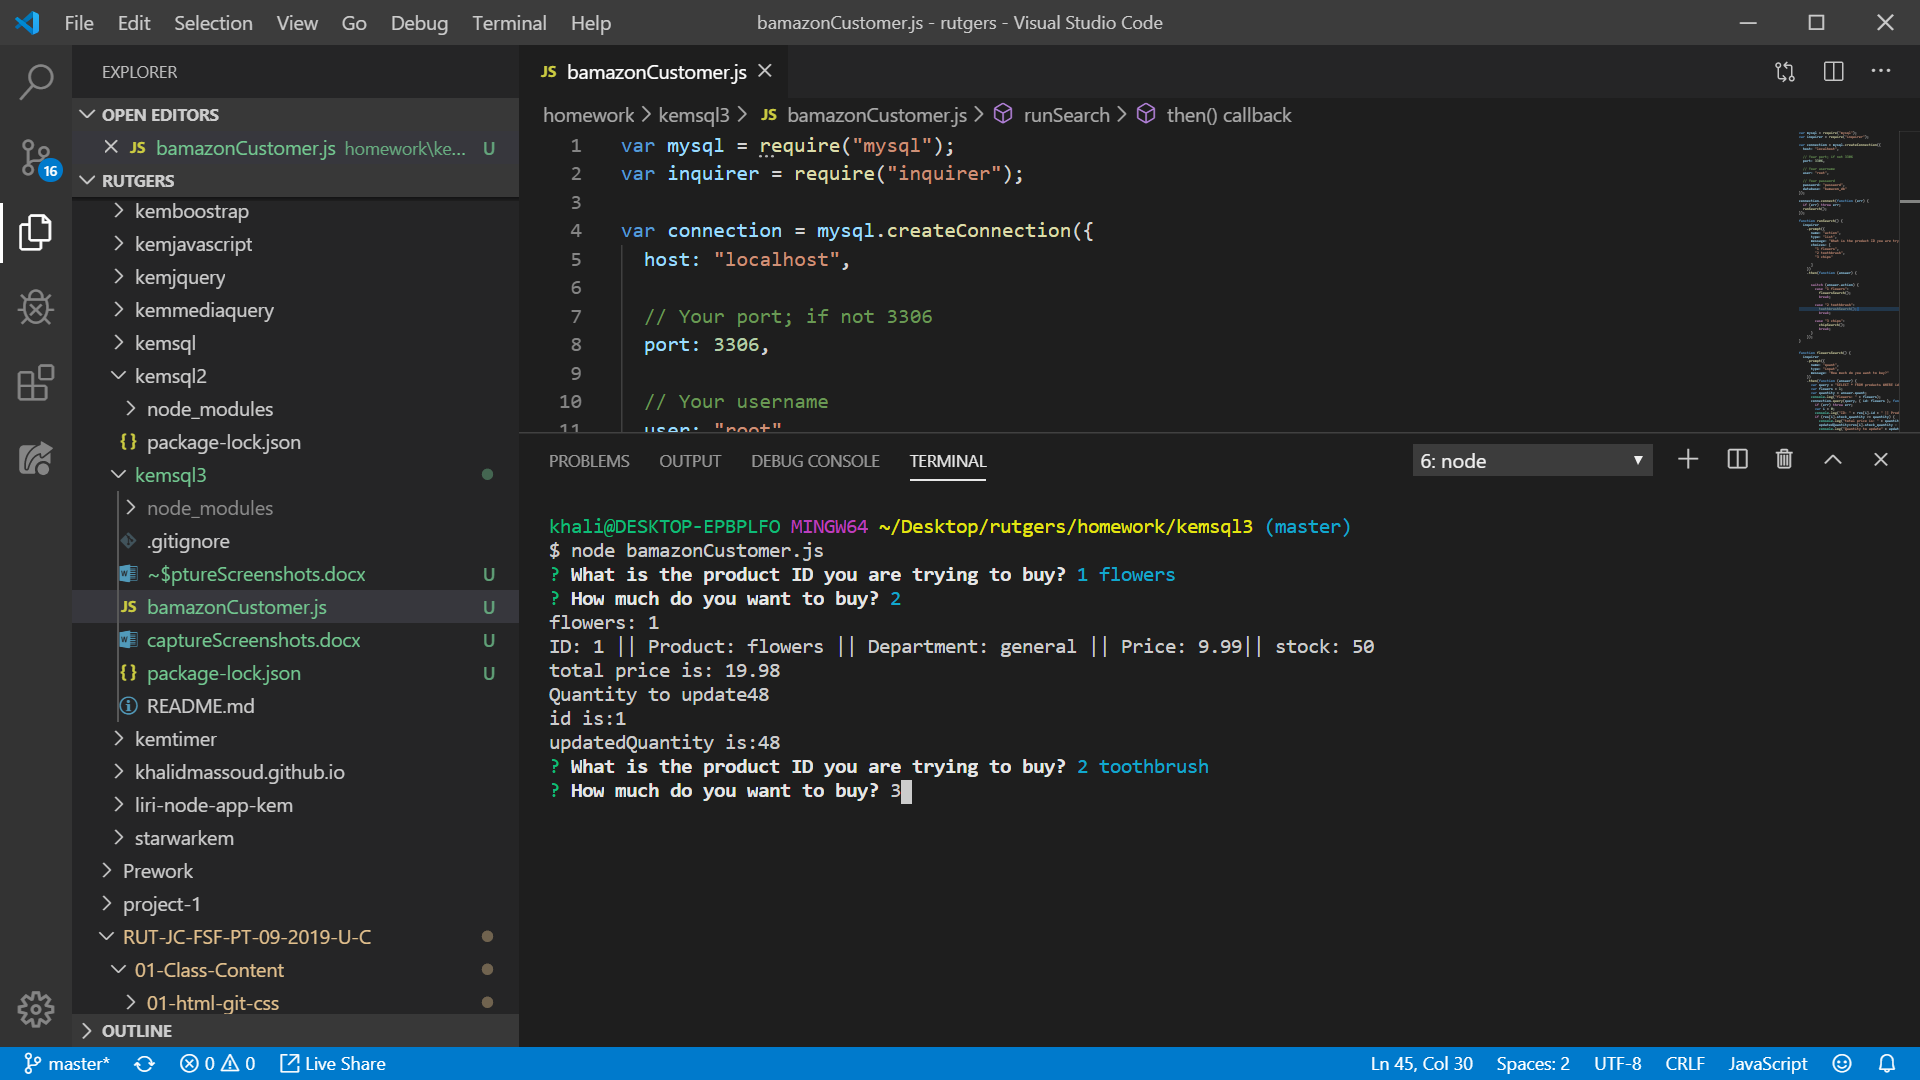 File Edit Selection View Go Debug Terminal Help
bamazonCustomer.js - rutgers - Visual Studio Code
EXPLORER
OPEN EDITORS
JS bamazonCustomer.js homework\ke... U
RUTGERS
kemboostrap
kemjavascript
kemjquery
kemmediaquery
kemsql
kemsql2
node_modules
{} package-lock.json
kemsql3
node_modules
.gitignore
~$ptureScreenshots.docx U
JS bamazonCustomer.js U
captureScreenshots.docx U
{} package-lock.json U
README.md
kemtimer
khalidmassoud.github.io
liri-node-app-kem
starwarkem
Prework
project-1
RUT-JC-FSF-PT-09-2019-U-C
01-Class-Content
01-html-git-css
OUTLINE
16
JS bamazonCustomer.js
homework > kemsql3 > JS bamazonCustomer.js > runSearch > then() callback
1 var mysql = require("mysql");
2 var inquirer = require("inquirer");
3
4 var connection = mysql.createConnection({
5 host: "localhost",
6
7 // Your port; if not 3306
8 port: 3306,
9
10 // Your username
11 user: "root"
PROBLEMS OUTPUT DEBUG CONSOLE TERMINAL
6: node
khali@DESKTOP-EPBPLFO MINGW64 ~/Desktop/rutgers/homework/kemsql3 (master)
$ node bamazonCustomer.js
? What is the product ID you are trying to buy? 1 flowers
? How much do you want to buy? 2
flowers: 1
ID: 1 || Product: flowers || Department: general || Price: 9.99|| stock: 50
total price is: 19.98
Quantity to update48
id is:1
updatedQuantity is:48
? What is the product ID you are trying to buy? 2 toothbrush
? How much do you want to buy? 3
master* 0 0 Live Share
Ln 45, Col 30 Spaces: 2 UTF-8 CRLF JavaScript